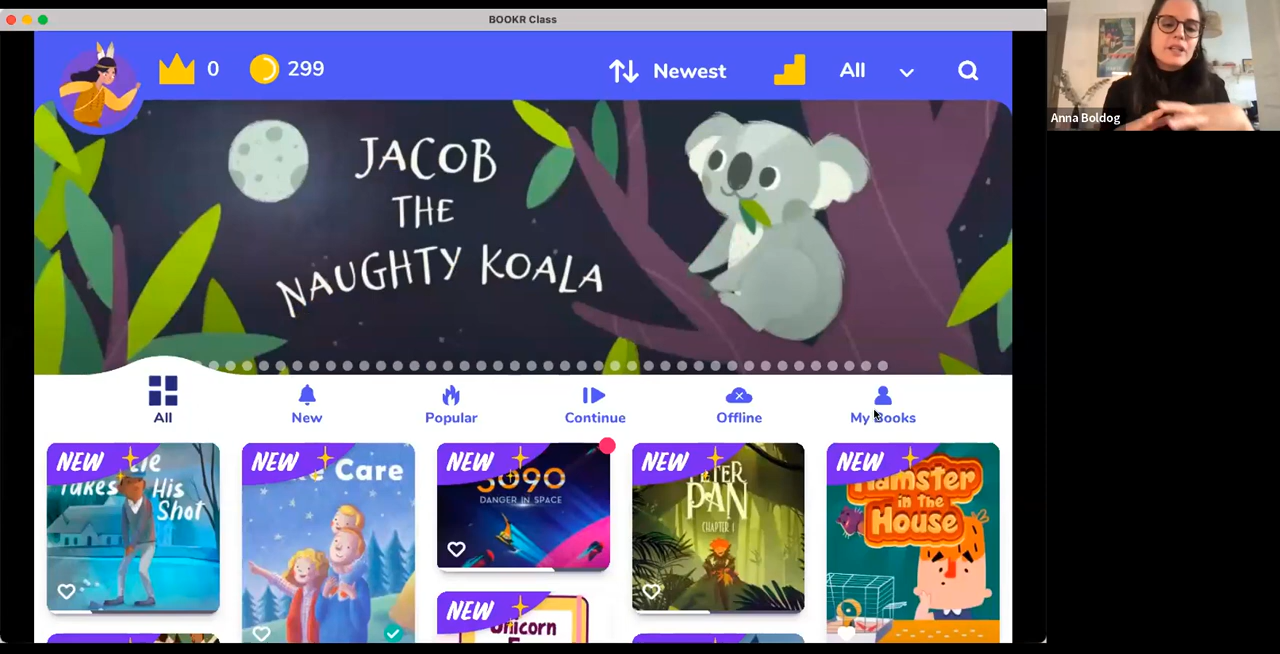 BOOKR Class
0
299
Newest
All
Anna Boldog
JACOB
THE
NAUGHTY KOALA
All
New
Popular
Continue
Offline
My Books
NEW
Takes His
Shot
NEW
Care
NEW
3090
DANGER IN SPACE
NEW
PETER
PAN
CHAPTER 1
NEW
Hamster
in the
House
NEW
Unicorn